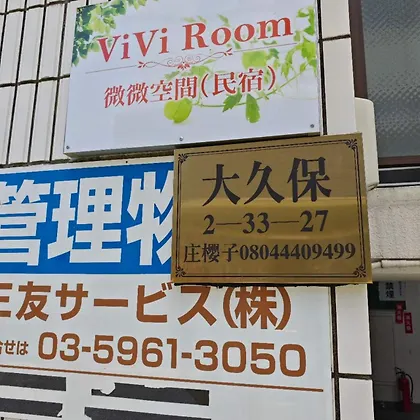 ViVi Room
微微空間(民宿)
大久保
2—33—27
庄櫻子08044409499
管理物
三友サービス(株)
合せは 03-5961-3050